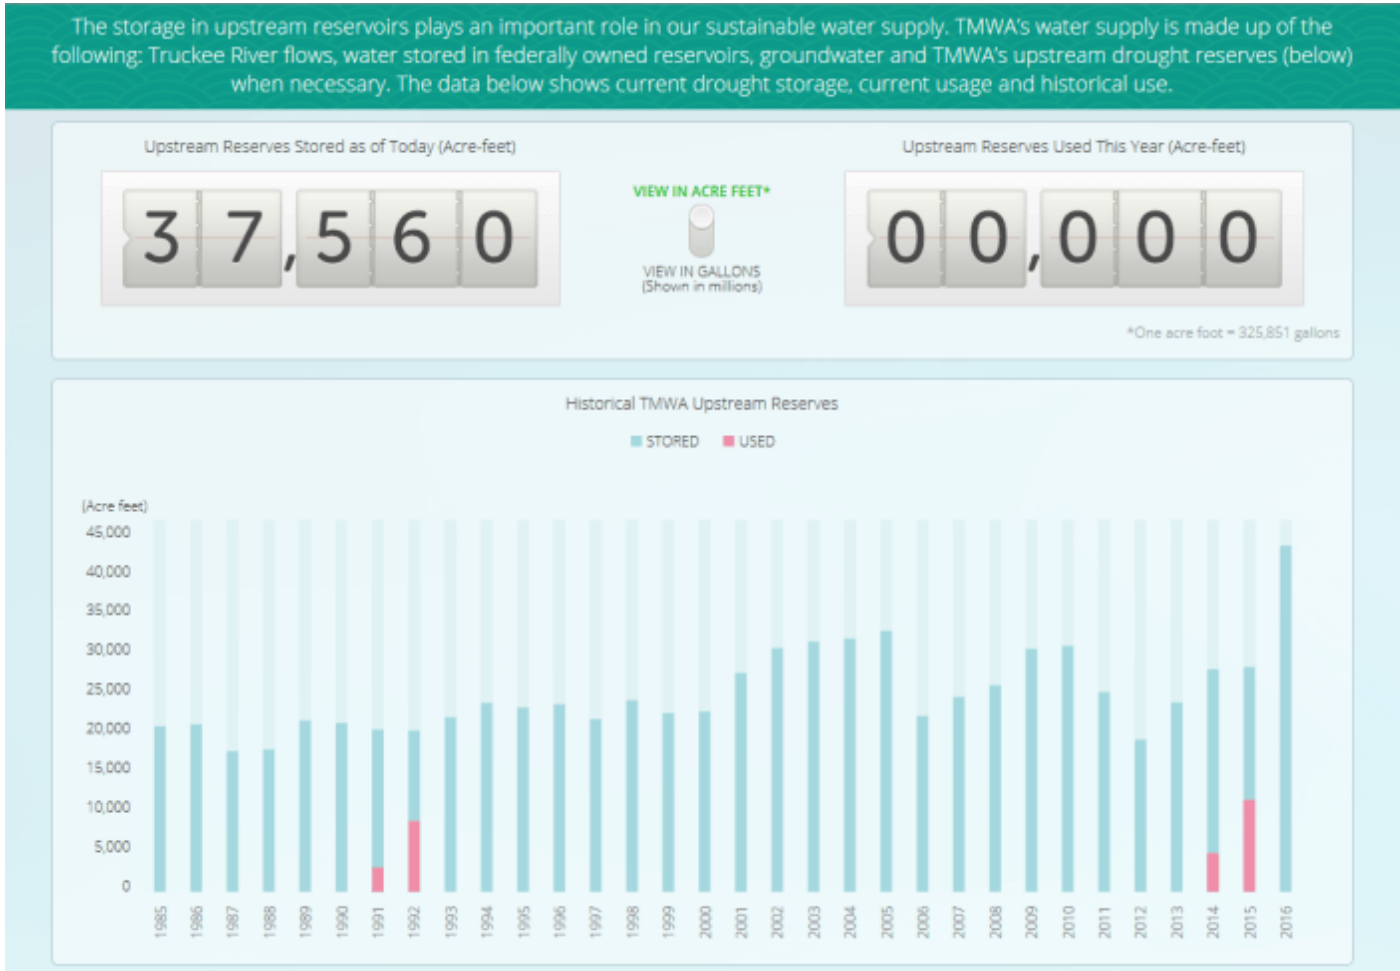 The storage in upstream reservoirs plays an important role in our sustainable water supply. TMWA's water supply is made up of the
following: Truckee River flows, water stored in federally owned reservoirs, groundwater and TMWA's upstream drought reserves (below)
when necessary. The data below shows current drought storage, current usage and historical use.
Upstream Reserves Stored as of Today (Acre-feet)
37,560
VIEW IN ACRE FEET*
VIEW IN GALLONS
(Shown in millions)
Upstream Reserves Used This Year (Acre-feet)
00,000
*One acre foot = 325,851 gallons
Historical TMWA Upstream Reserves
STORED USED
(Acre feet)
45,000
40,000
35,000
30,000
25,000
20,000
15,000
10,000
5,000
0
1985 1986 1987 1988 1989 1990 1991 1992 1993 1994 1995 1996 1997 1998 1999 2000 2001 2002 2003 2004 2005 2006 2007 2008 2009 2010 2011 2012 2013 2014 2015 2016